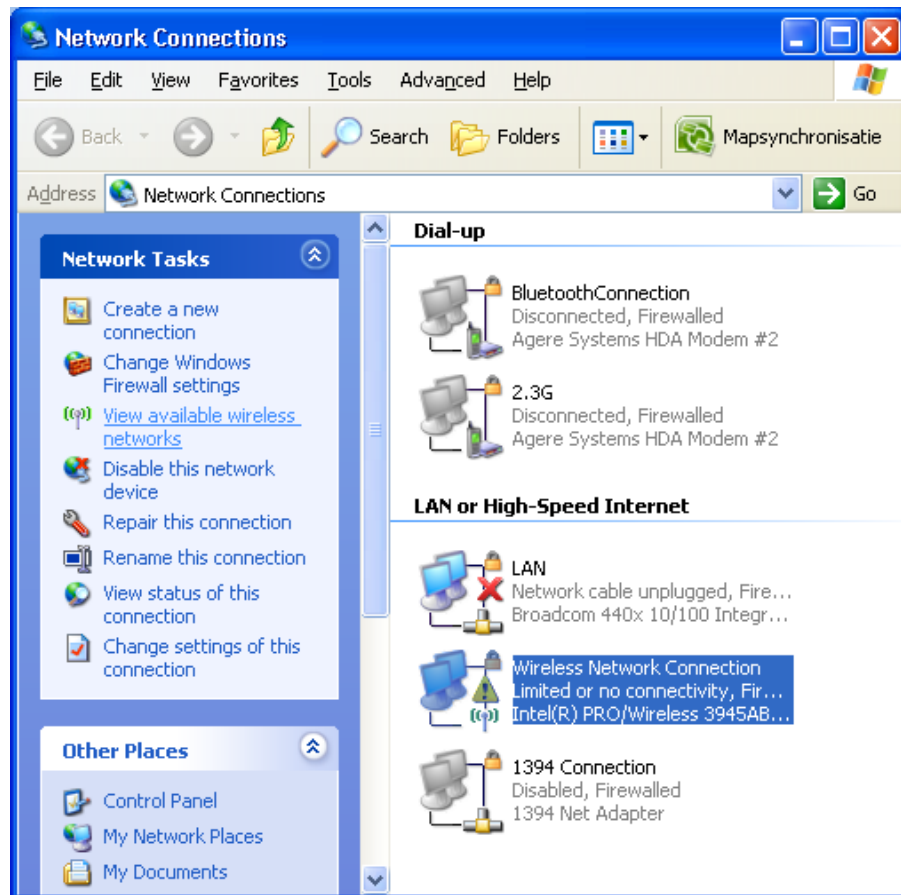 Network Connections
File Edit View Favorites Tools Advanced Help
Back Search Folders Mapsynchronisatie
Address Network Connections Go
Network Tasks
Create a new
connection
Change Windows
Firewall settings
View available wireless
networks
Disable this network
device
Repair this connection
Rename this connection
View status of this
connection
Change settings of this
connection
Other Places
Control Panel
My Network Places
My Documents
Dial-up
BluetoothConnection
Disconnected, Firewalled
Agere Systems HDA Modem #2
2.3G
Disconnected, Firewalled
Agere Systems HDA Modem #2
LAN or High-Speed Internet
LAN
Network cable unplugged, Fire...
Broadcom 440x 10/100 Integr...
Wireless Network Connection
Limited or no connectivity, Fir...
Intel(R) PRO/Wireless 3945AB...
1394 Connection
Disabled, Firewalled
1394 Net Adapter